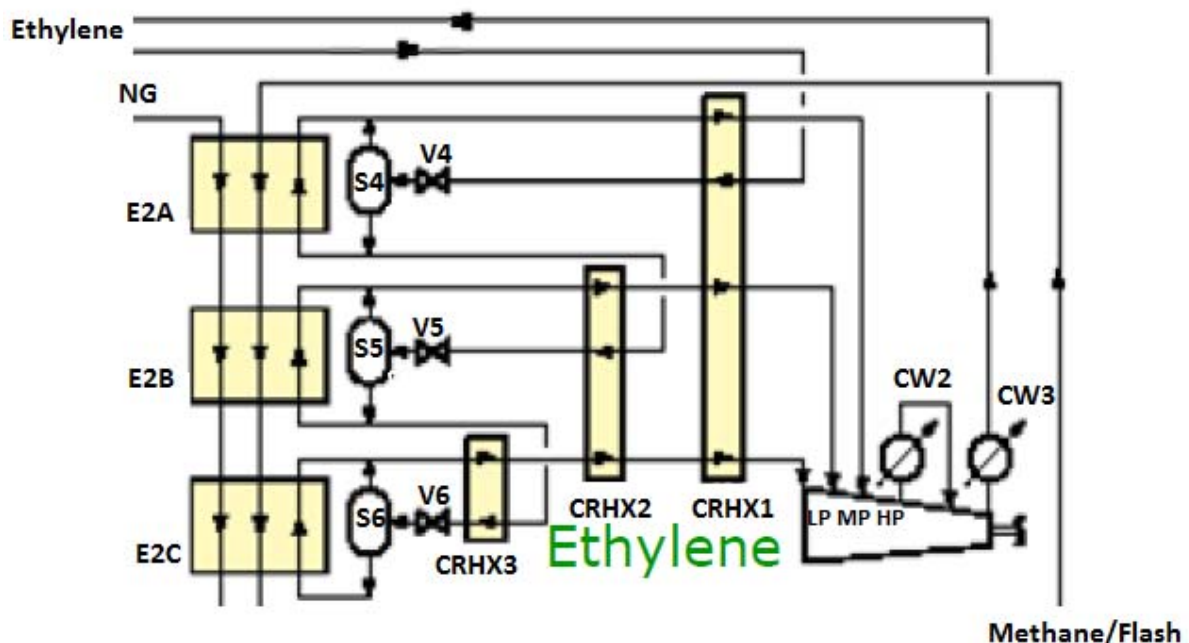 Ethylene
NG
V4
S4
E2A
V5
S5
E2B
CW2
CW3
V6
S6
CRHX2
CRHX1
LP MP HP
E2C
CRHX3
Ethylene
Methane/Flash